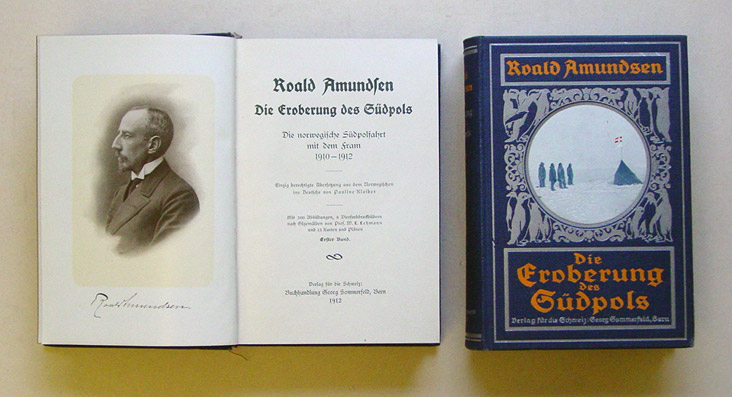 Roald Amundsen
Roald Amundsen
Die Eroberung des Südpols
Die norwegische Südpolfahrt
mit dem Fram
1910–1912
Einzig berechtigte Übersetzung aus dem Norwegischen
ins Deutsche von Pauline Klaiber
Mit 300 Abbildungen, 8 Vierfarbdruckbildern
nach Ölgemälden von Prof. W. L. Lehmann
und 15 Karten und Plänen
Erster Band.
Verlag für die Schweiz:
Buchhandlung Georg Sommerfeld, Bern
1912
Roald Amundsen
Die
Eroberung
des
Südpols
Verlag für die Schweiz: Georg Sommerfeld, Bern